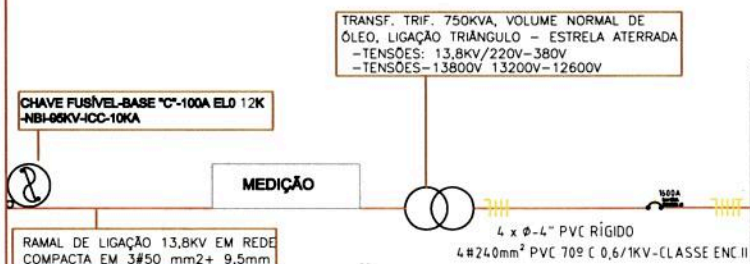 TRANSF. TRIF. 750KVA, VOLUME NORMAL DE
ÓLEO, LIGAÇÃO TRIÂNGULO - ESTRELA ATERRADA
-TENSÕES: 13,8KV/220V-380V
-TENSÕES-13800V 13200V-12600V
CHAVE FUSÍVEL-BASE "C"-100A ELO 12K
-NBI-95KV-ICC-10KA
MEDIÇÃO
1600A
4 x Ø-4" PVC RÍGIDO
4#240mm² PVC 70º C 0,6/1KV-CLASSE ENC.II
RAMAL DE LIGAÇÃO 13,8KV EM REDE
COMPACTA EM 3#50 mm2+ 9,5mm